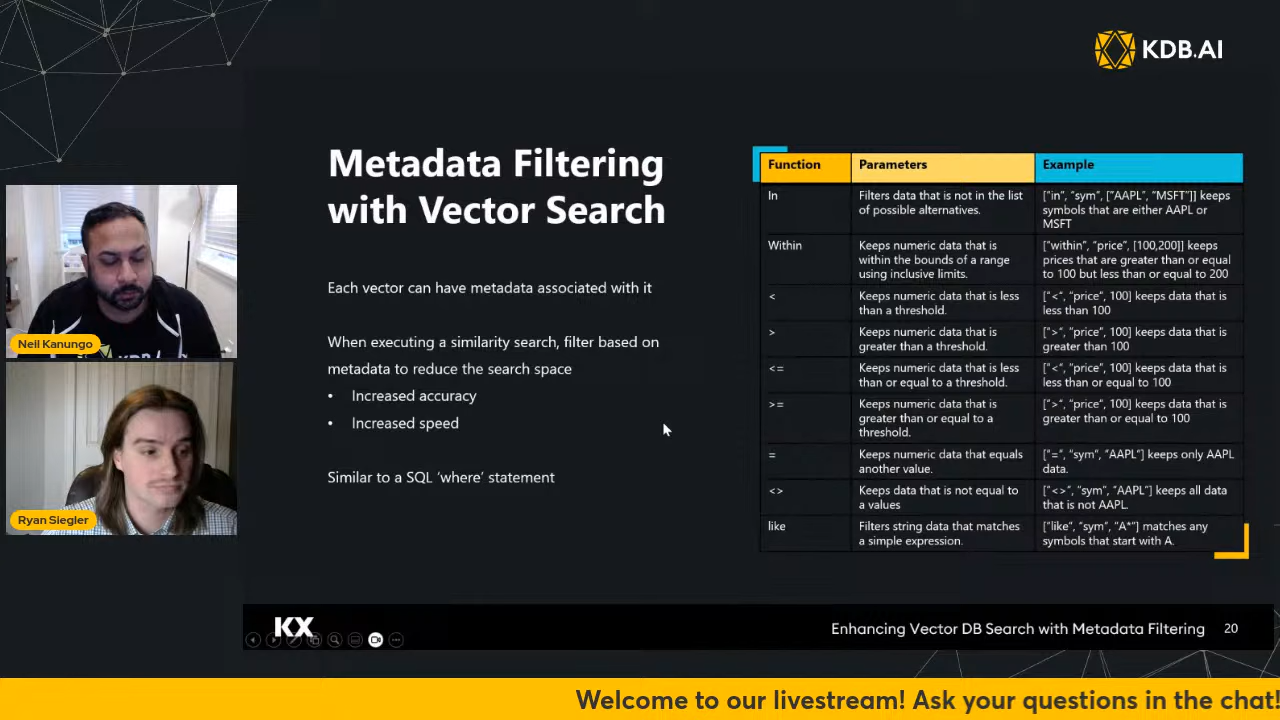 KDB.AI
Metadata Filtering
with Vector Search
Each vector can have metadata associated with it
When executing a similarity search, filter based on
metadata to reduce the search space
• Increased accuracy
• Increased speed
Similar to a SQL ‘where’ statement
Function Parameters Example
In Filters data that is not in the list ["in", "sym", ["AAPL", "MSFT"]] keeps
of possible alternatives. symbols that are either AAPL or
MSFT
Within Keeps numeric data that is ["within", "price", [100,200]] keeps
within the bounds of a range prices that are greater than or equal
using inclusive limits. to 100 but less than or equal to 200
< Keeps numeric data that is less ["<", "price", 100] keeps data that is
than a threshold. less than 100
> Keeps numeric data that is [">", "price", 100] keeps data that is
greater than a threshold. greater than 100
<= Keeps numeric data that is less ["<", "price", 100] keeps data that is
than or equal to a threshold. less than or equal to 100
>= Keeps numeric data that is [">", "price", 100] keeps data that is
greater than or equal to a greater than or equal to 100
threshold.
= Keeps numeric data that equals ["=", "sym", "AAPL"] keeps only AAPL
another value. data.
<> Keeps data that is not equal to ["<>", "sym", "AAPL"] keeps all data
a values that is not AAPL.
like Filters string data that matches ["like", "sym", "A*"] matches any
a simple expression. symbols that start with A.
Neil Kanungo
Ryan Siegler
KX
Enhancing Vector DB Search with Metadata Filtering 20
Welcome to our livestream! Ask your questions in the chat!